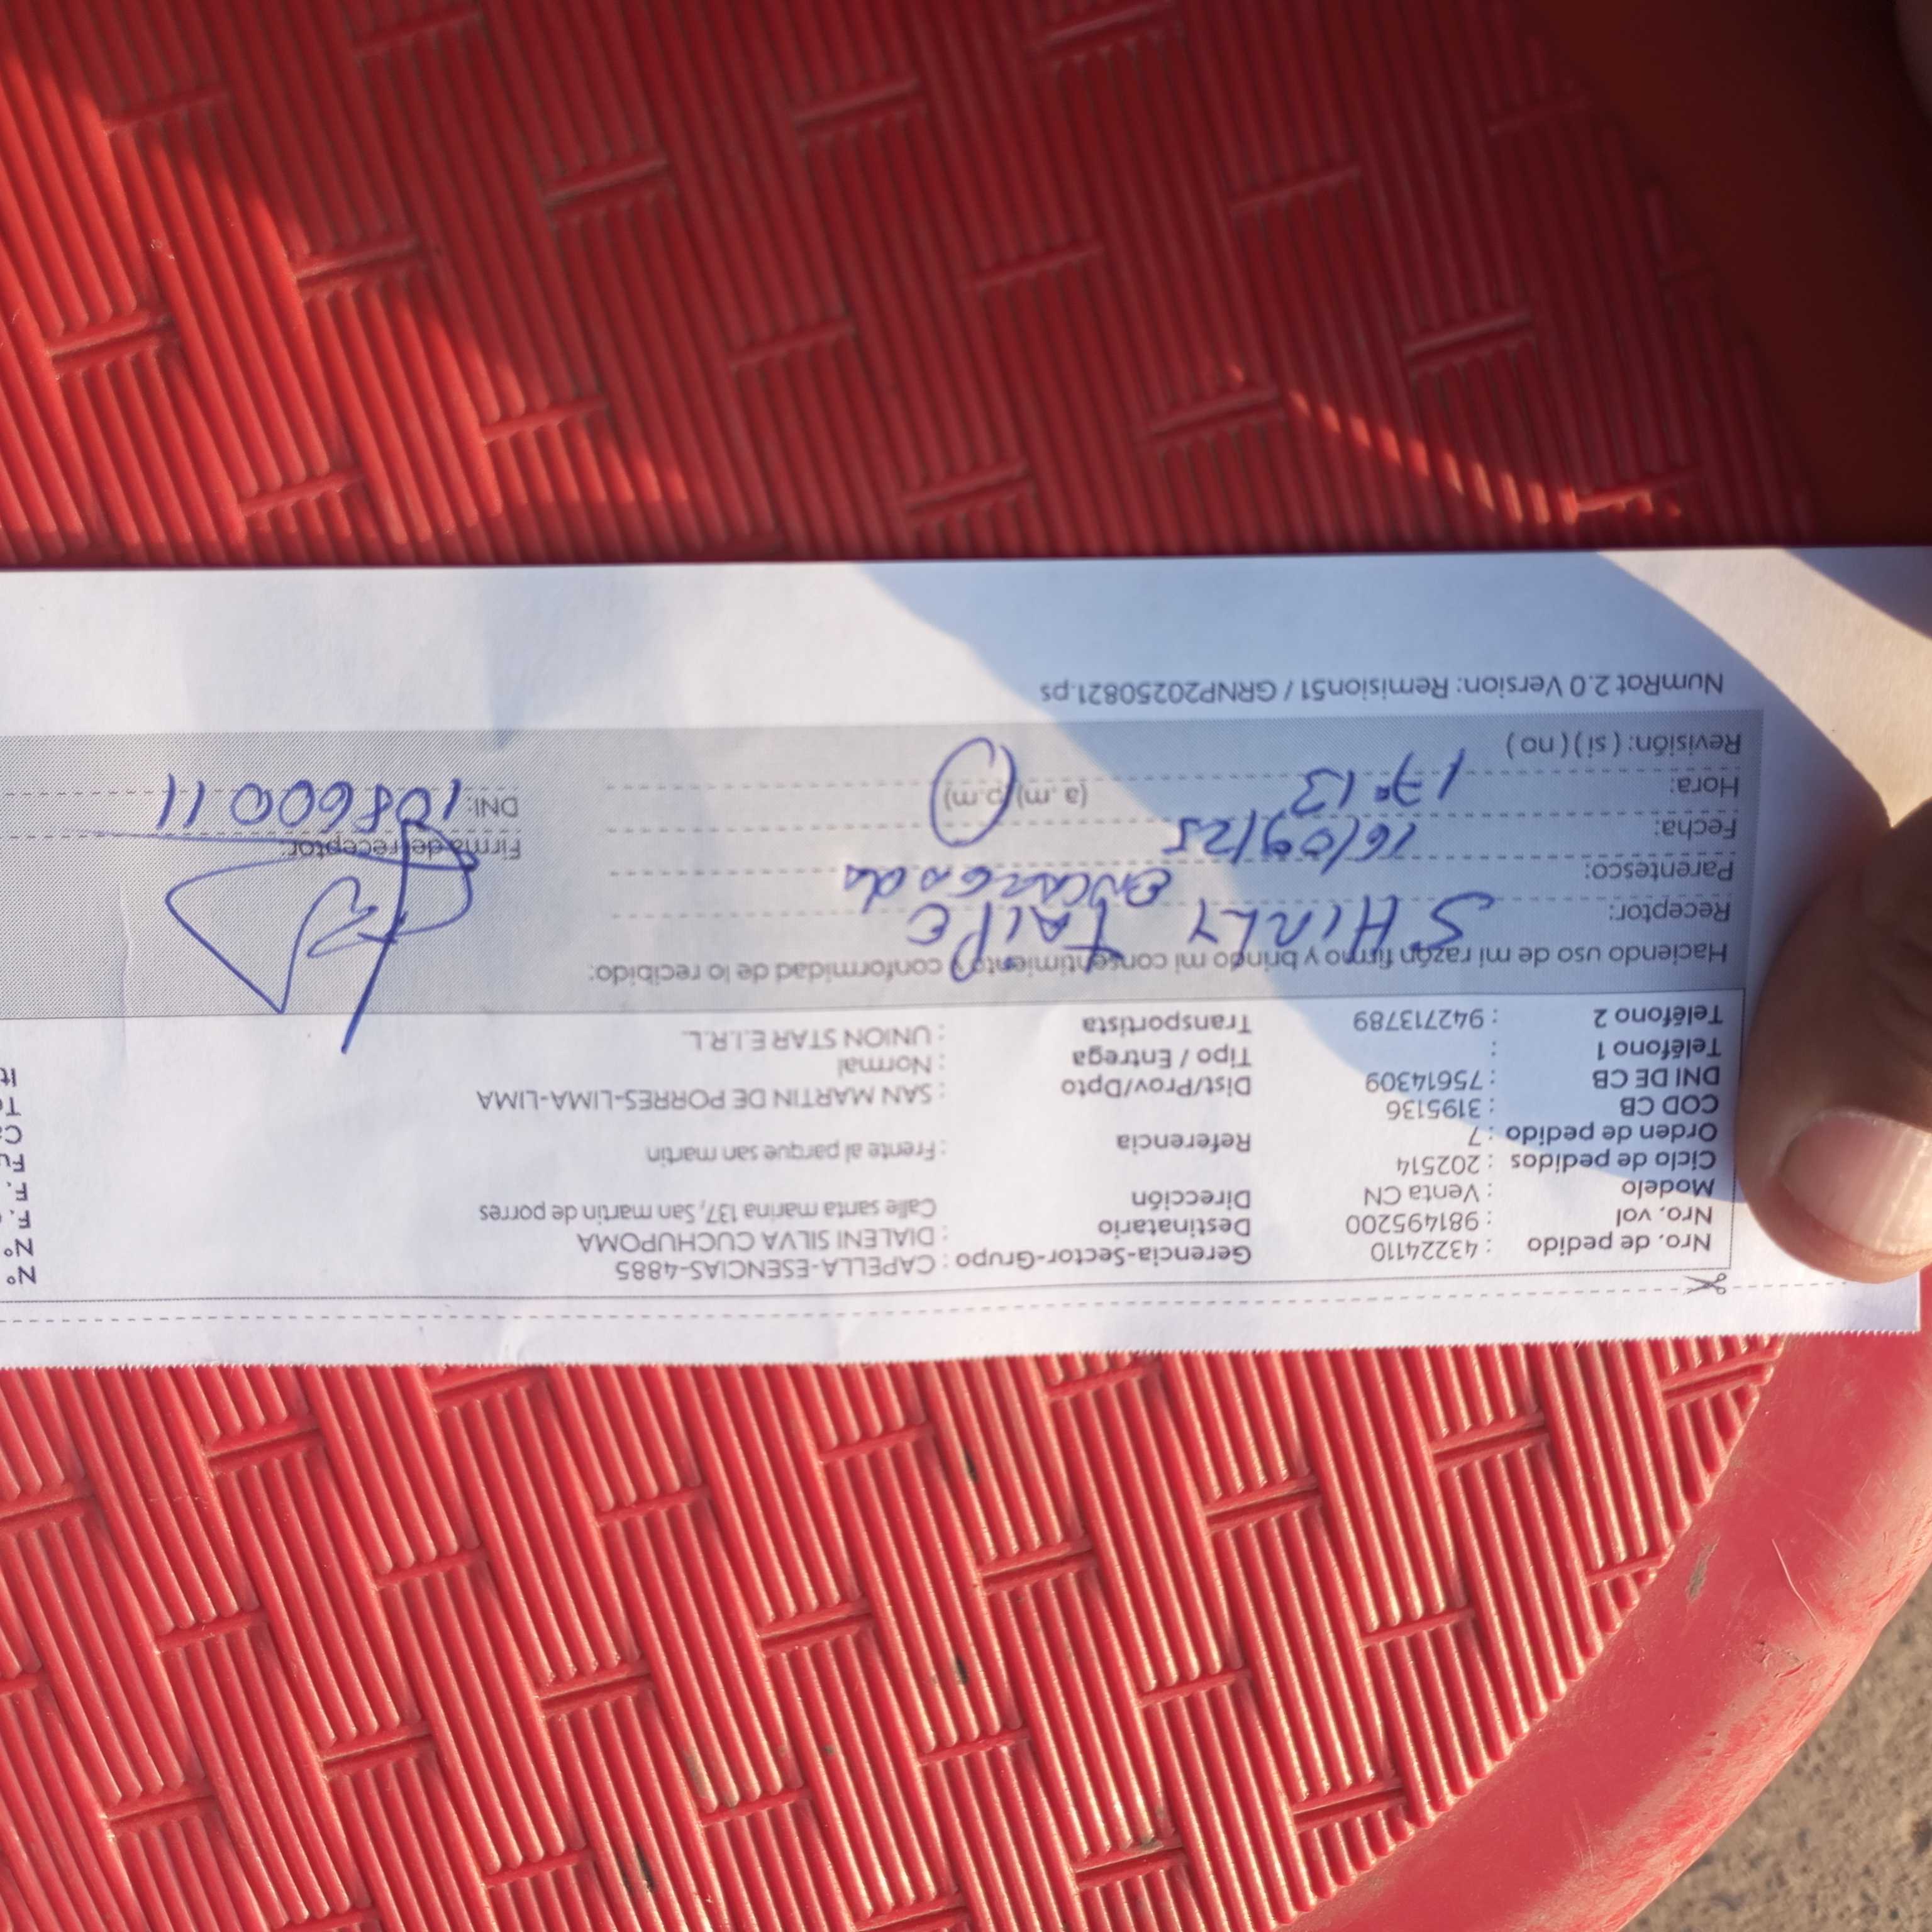 Nro. de pedido : 43224110 Gerencia-Sector-Grupo : CAPELLA-ESENCIAS-4885 N°
Nro. vol : 981495200 Destinatario : DIALENI SILVA CUCHUPOMA N°
Modelo : Venta CN Dirección Calle santa marina 137, San martin de porres F.
Ciclo de pedidos : 202514 F.
Orden de pedido : 7 Referencia : Frente al parque san martin Fu
COD CB : 3195136 Ca
DNI DE CB : 75614309 Dist/Prov/Dpto : SAN MARTIN DE PORRES-LIMA-LIMA Te
Teléfono 1 : Tipo / Entrega : Normal It
Teléfono 2 : 942713789 Transportista : UNION STAR E.I.R.L.
Haciendo uso de mi razón firmo y brindo mi consentimiento y conformidad de lo recibido:
Receptor: SHIRLY TAIPE
Parentesco: encargada
Fecha: 16/09/25 Firma de receptor:
Hora: 17:13 (a.m) (p.m) DNI: 10860011
Revisión: ( si ) ( no )
NumRot 2.0 Version: Remision51 / GRNP20250821.ps